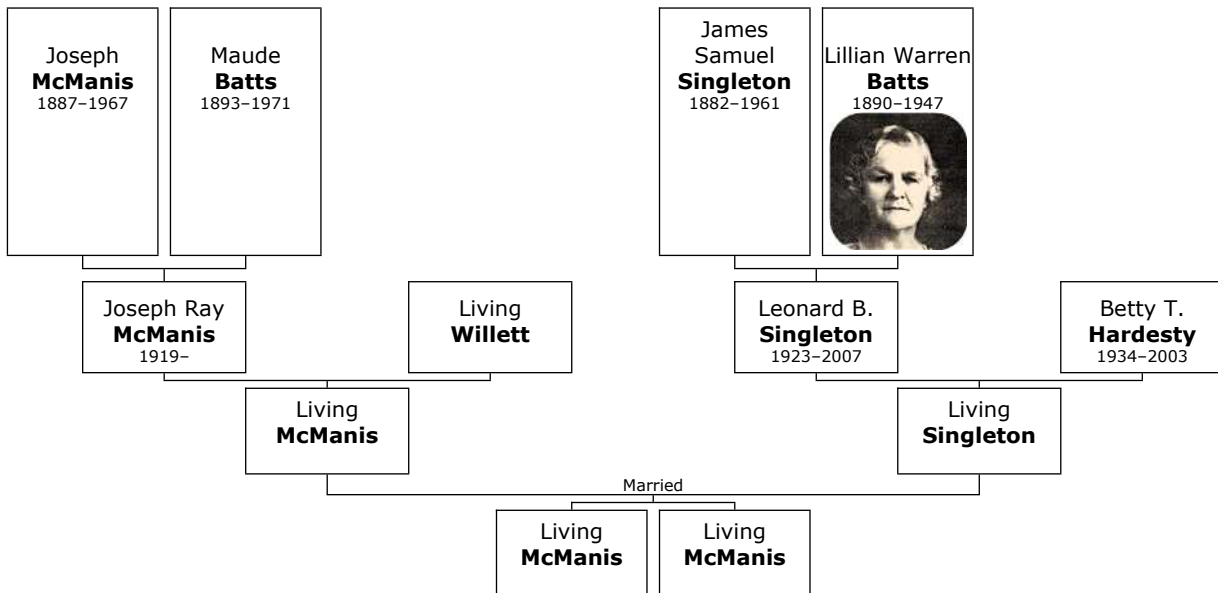 Joseph
McManis
1887–1967
Maude
Batts
1893–1971
James
Samuel
Singleton
1882–1961
Lillian Warren
Batts
1890–1947
Joseph Ray
McManis
1919–
Living
Willett
Leonard B.
Singleton
1923–2007
Betty T.
Hardesty
1934–2003
Living
McManis
Living
Singleton
Married
Living
McManis
Living
McManis